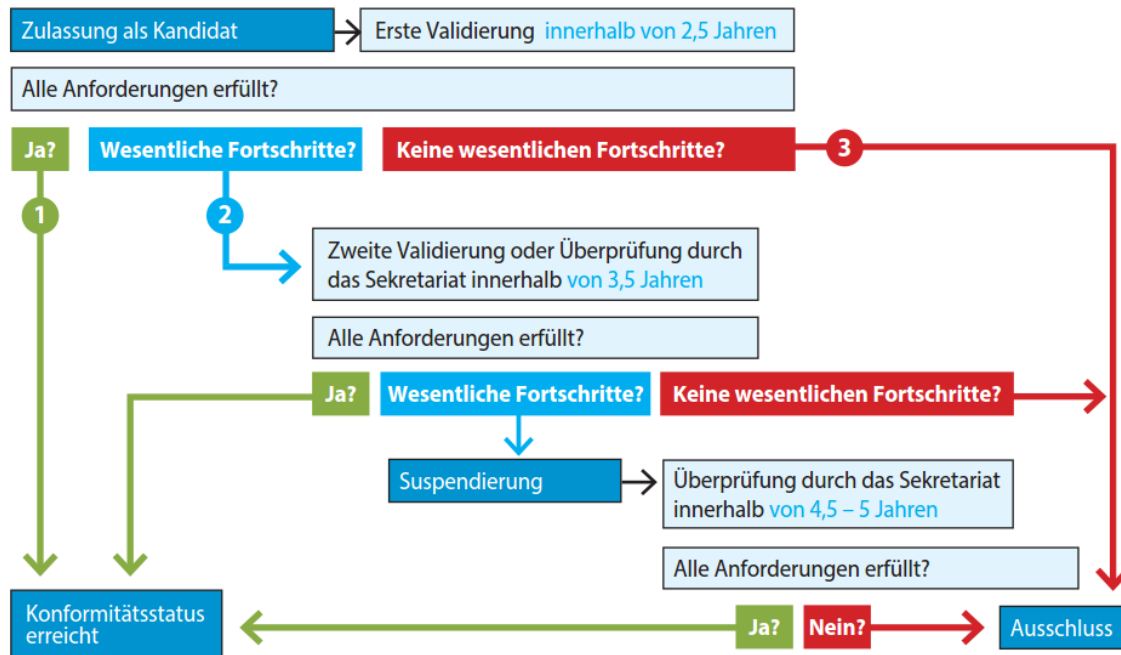 Zulassung als Kandidat
Erste Validierung innerhalb von 2,5 Jahren
Alle Anforderungen erfüllt?
Ja?
Wesentliche Fortschritte?
Keine wesentlichen Fortschritte?
3
1
2
Zweite Validierung oder Überprüfung durch
das Sekretariat innerhalb von 3,5 Jahren
Alle Anforderungen erfüllt?
Ja?
Wesentliche Fortschritte?
Keine wesentlichen Fortschritte?
Suspendierung
Überprüfung durch das Sekretariat
innerhalb von 4,5 – 5 Jahren
Alle Anforderungen erfüllt?
Konformitätsstatus
erreicht
Ja?
Nein?
Ausschluss